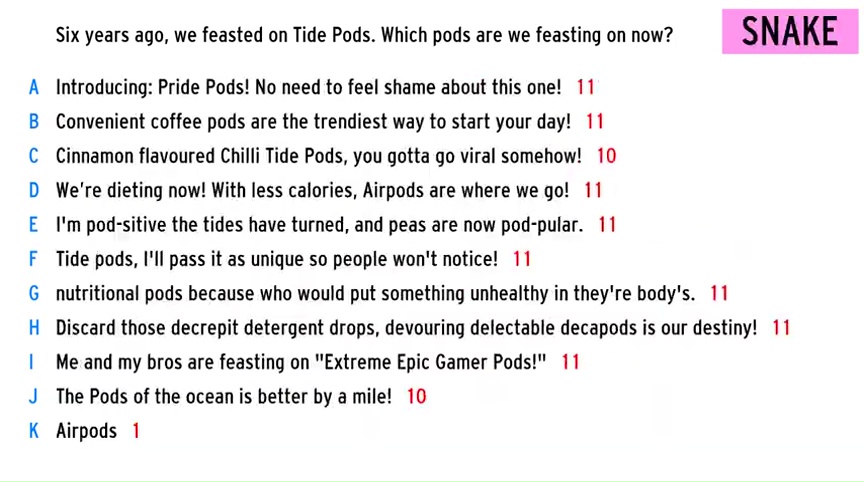 Six years ago, we feasted on Tide Pods. Which pods are we feasting on now?
SNAKE
A Introducing: Pride Pods! No need to feel shame about this one! 11
B Convenient coffee pods are the trendiest way to start your day! 11
C Cinnamon flavoured Chilli Tide Pods, you gotta go viral somehow! 10
D We're dieting now! With less calories, Airpods are where we go! 11
E I'm pod-sitive the tides have turned, and peas are now pod-pular. 11
F Tide pods, I'll pass it as unique so people won't notice! 11
G nutritional pods because who would put something unhealthy in they're body's. 11
H Discard those decrepit detergent drops, devouring delectable decapods is our destiny! 11
I Me and my bros are feasting on "Extreme Epic Gamer Pods!" 11
J The Pods of the ocean is better by a mile! 10
K Airpods 1